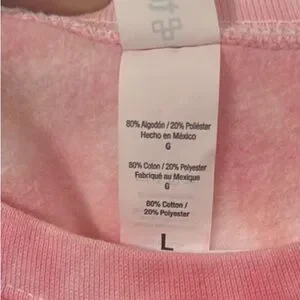 80% Algodón / 20% Poliéster
Hecho en México
G
80% Coton / 20% Polyester
Fabriqué au Mexique
G
80% Cotton /
20% Polyester
L